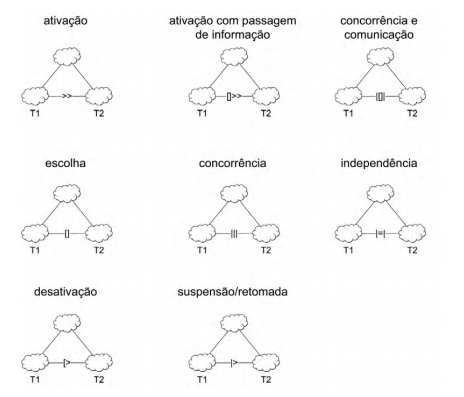 ativação
>>
T1 T2
ativação com passagem
de informação
[]>>
T1 T2
concorrência e
comunicação
|[]|
T1 T2
escolha
[]
T1 T2
concorrência
|||
T1 T2
independência
|=|
T1 T2
desativação
[>
T1 T2
suspensão/retomada
|>
T1 T2